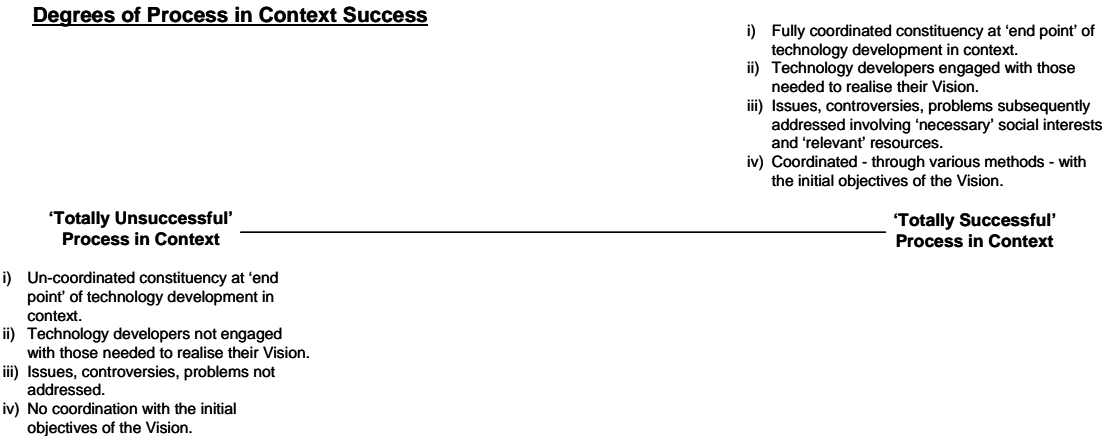 Degrees of Process in Context Success
i) Fully coordinated constituency at ‘end point’ of
technology development in context.
ii) Technology developers engaged with those
needed to realise their Vision.
iii) Issues, controversies, problems subsequently
addressed involving ‘necessary’ social interests
and ‘relevant’ resources.
iv) Coordinated - through various methods - with
the initial objectives of the Vision.
‘Totally Unsuccessful’
Process in Context
‘Totally Successful’
Process in Context
i) Un-coordinated constituency at ‘end
point’ of technology development in
context.
ii) Technology developers not engaged
with those needed to realise their Vision.
iii) Issues, controversies, problems not
addressed.
iv) No coordination with the initial
objectives of the Vision.